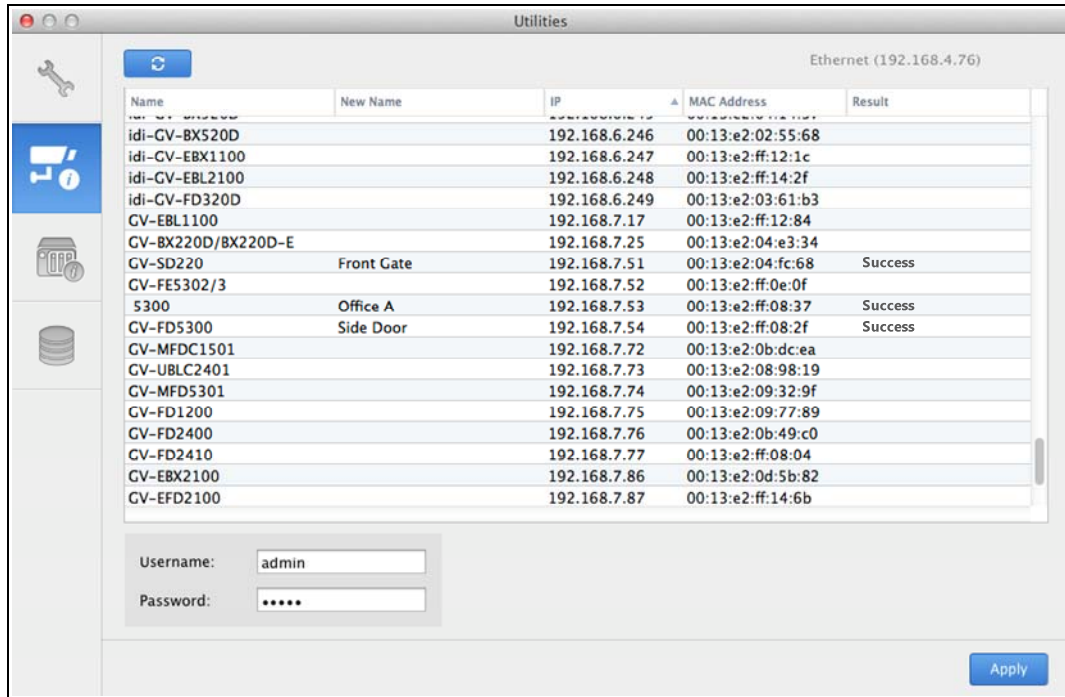 Utilities
Ethernet (192.168.4.76)
Name New Name IP MAC Address Result
idi-GV-BX520D 192.168.6.246 00:13:e2:02:55:68
idi-GV-EBX1100 192.168.6.247 00:13:e2:ff:12:1c
idi-GV-EBL2100 192.168.6.248 00:13:e2:ff:14:2f
idi-GV-FD320D 192.168.6.249 00:13:e2:03:61:b3
GV-EBL1100 192.168.7.17 00:13:e2:ff:12:84
GV-BX220D/BX220D-E 192.168.7.25 00:13:e2:04:e3:34
GV-SD220 Front Gate 192.168.7.51 00:13:e2:04:fc:68 Success
GV-FE5302/3 192.168.7.52 00:13:e2:ff:0e:0f
5300 Office A 192.168.7.53 00:13:e2:ff:08:37 Success
GV-FD5300 Side Door 192.168.7.54 00:13:e2:ff:08:2f Success
GV-MFDC1501 192.168.7.72 00:13:e2:0b:dc:ea
GV-UBLC2401 192.168.7.73 00:13:e2:08:98:19
GV-MFD5301 192.168.7.74 00:13:e2:09:32:9f
GV-FD1200 192.168.7.75 00:13:e2:09:77:89
GV-FD2400 192.168.7.76 00:13:e2:0b:49:c0
GV-FD2410 192.168.7.77 00:13:e2:ff:08:04
GV-EBX2100 192.168.7.86 00:13:e2:0d:5b:82
GV-EFD2100 192.168.7.87 00:13:e2:ff:14:6b
Username: admin
Password: •••••
Apply